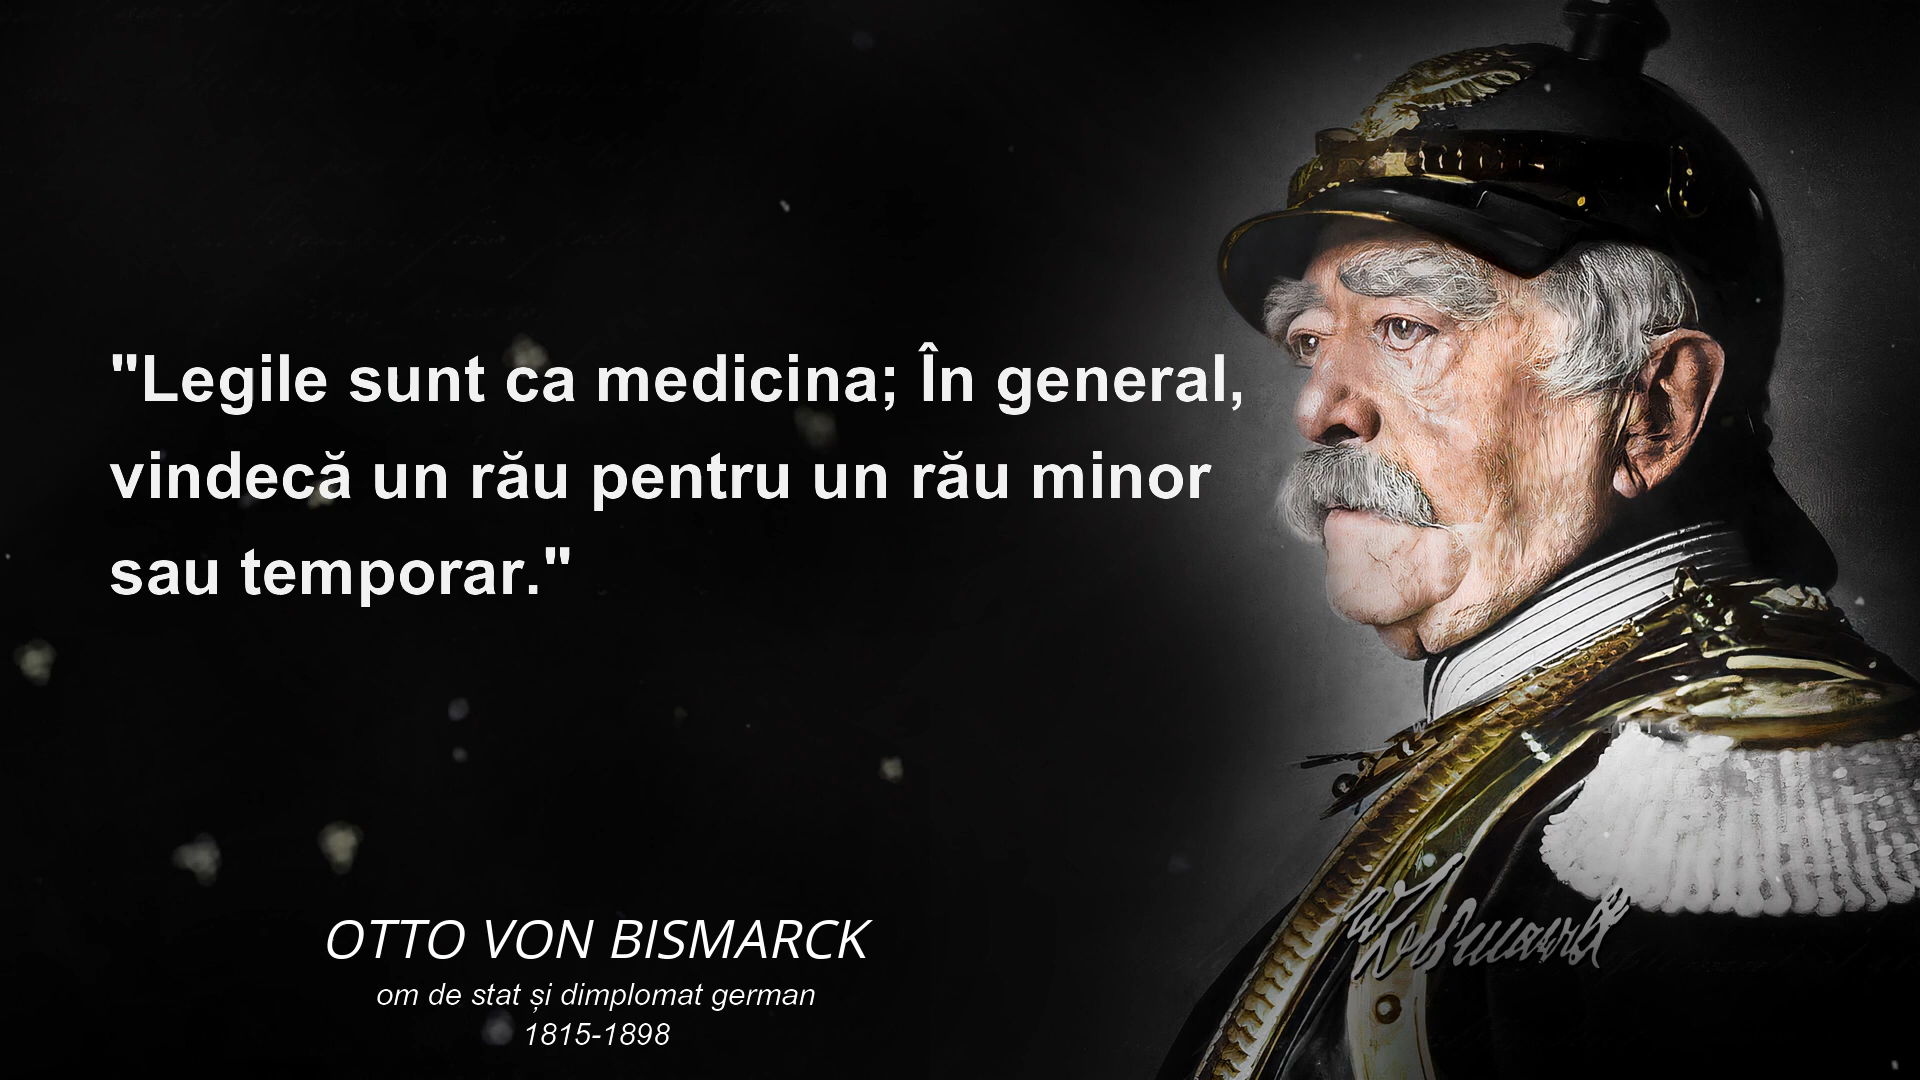 "Legile sunt ca medicina; În general,
vindecă un rău pentru un rău minor
sau temporar."
OTTO VON BISMARCK
om de stat și dimplomat german
1815-1898